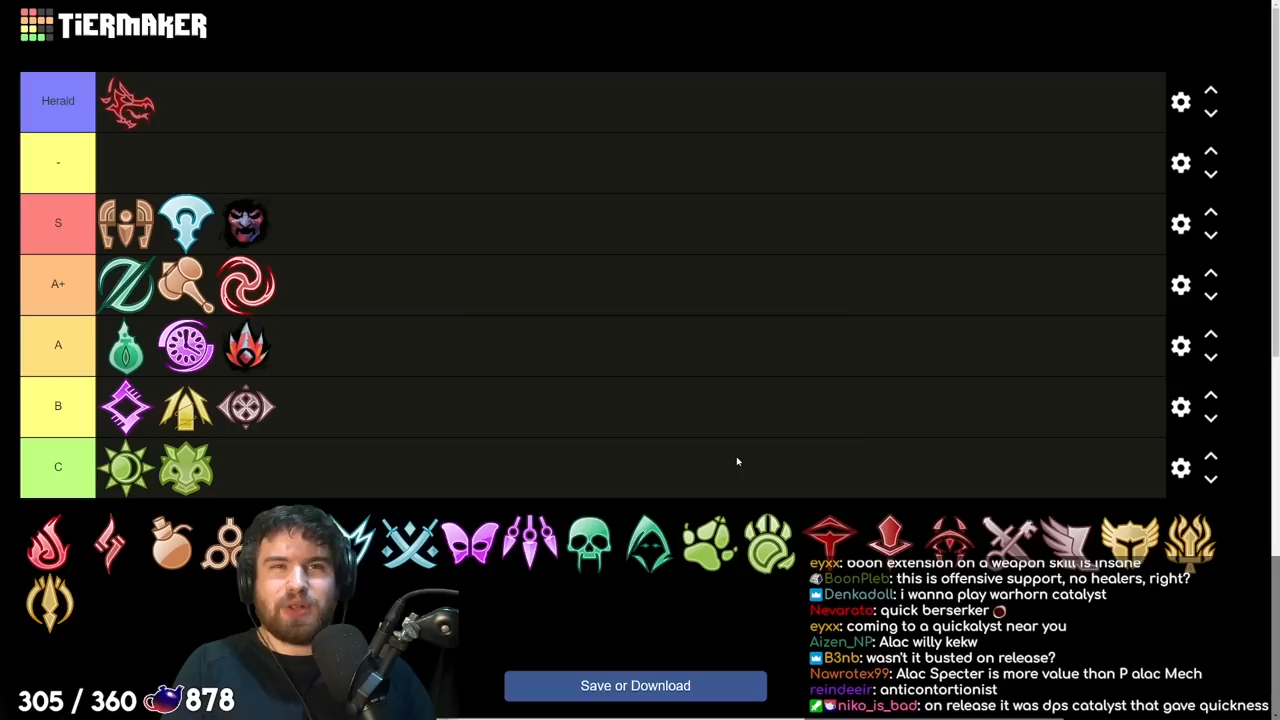 TiERMAKER
Herald
-
S
A+
A
B
C
eyxx: boon extension on a weapon skill is insane
BoonPleb: this is offensive support, no healers, right?
Denkadoll: i wanna play warhorn catalyst
Nevaroto: quick berserker
eyxx: coming to a quickalyst near you
Aizen_NP: Alac willy kekw
B3nb: wasn't it busted on release?
Nawrotex99: Alac Specter is more value than P alac Mech
reindeeir: anticontortionist
niko_is_bad: on release it was dps catalyst that gave quickness
305 / 360 878
Save or Download